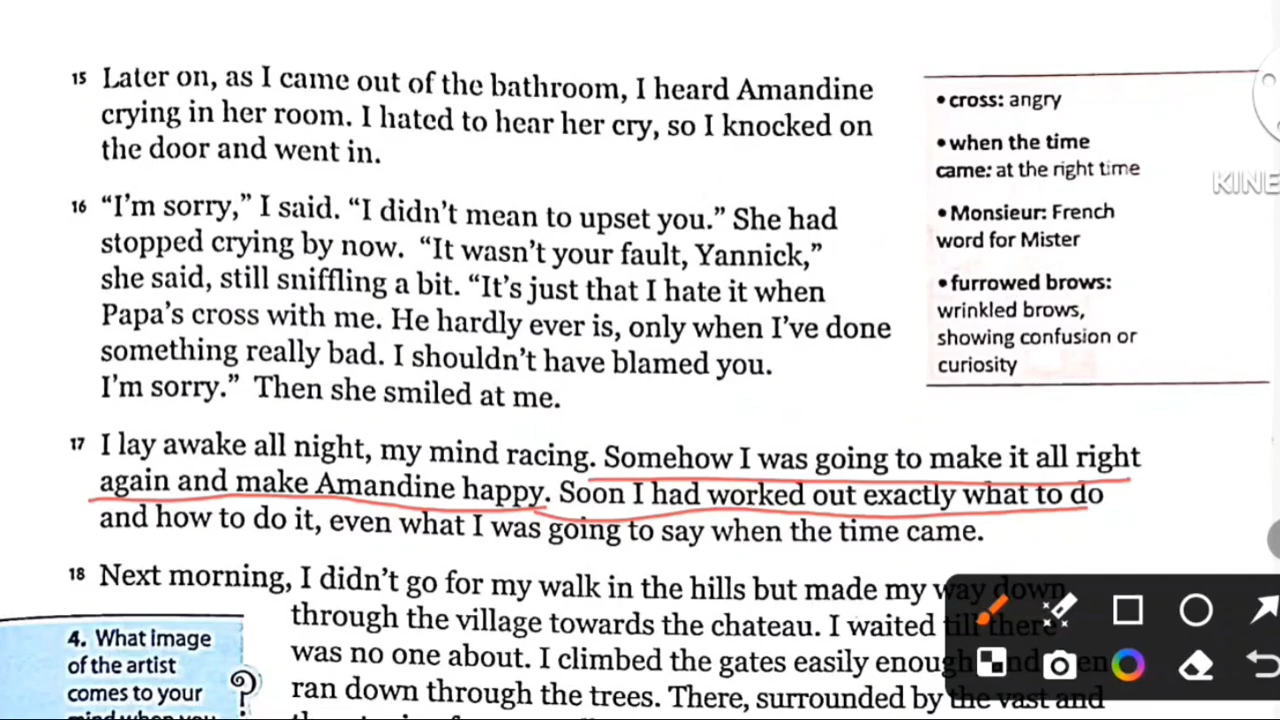 15 Later on, as I came out of the bathroom, I heard Amandine
crying in her room. I hated to hear her cry, so I knocked on
the door and went in.
16 “I’m sorry,” I said. “I didn’t mean to upset you.” She had
stopped crying by now. “It wasn’t your fault, Yannick,”
she said, still sniffling a bit. “It’s just that I hate it when
Papa’s cross with me. He hardly ever is, only when I’ve done
something really bad. I shouldn’t have blamed you.
I’m sorry.” Then she smiled at me.
17 I lay awake all night, my mind racing. Somehow I was going to make it all right
again and make Amandine happy. Soon I had worked out exactly what to do
and how to do it, even what I was going to say when the time came.
18 Next morning, I didn’t go for my walk in the hills but made my way down
through the village towards the chateau. I waited till there
was no one about. I climbed the gates easily enough and then
ran down through the trees. There, surrounded by the vast and
• cross: angry
• when the time
came: at the right time
• Monsieur: French
word for Mister
• furrowed brows:
wrinkled brows,
showing confusion or
curiosity
KINE
4. What image
of the artist
comes to your
mind when you
?